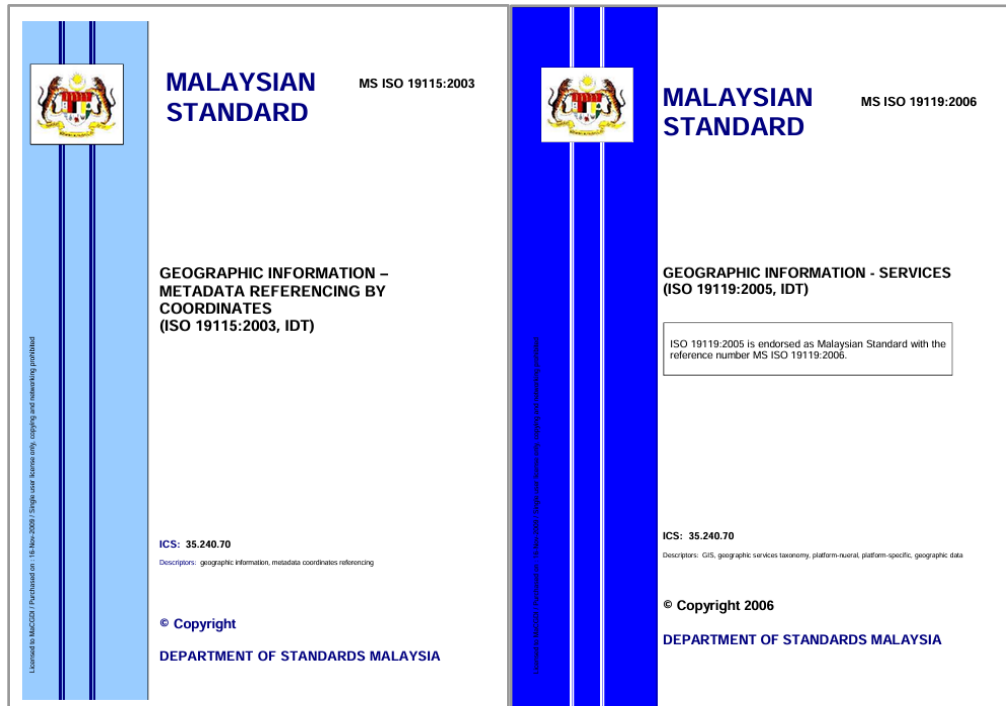 MALAYSIAN
STANDARD
MS ISO 19115:2003
GEOGRAPHIC INFORMATION –
METADATA REFERENCING BY
COORDINATES
(ISO 19115:2003, IDT)
Licensed to MaCGDI / Purchased on : 16-Nov-2009 / Single user license only, copying and networking prohibited
ICS: 35.240.70
Descriptors: geographic information, metadata coordinates referencing
© Copyright
DEPARTMENT OF STANDARDS MALAYSIA
MALAYSIAN
STANDARD
MS ISO 19119:2006
GEOGRAPHIC INFORMATION - SERVICES
(ISO 19119:2005, IDT)
ISO 19119:2005 is endorsed as Malaysian Standard with the
reference number MS ISO 19119:2006.
ICS: 35.240.70
Descriptors: GIS, geographic services taxonomy, platform-nueral, platform-specific, geographic data
© Copyright 2006
DEPARTMENT OF STANDARDS MALAYSIA